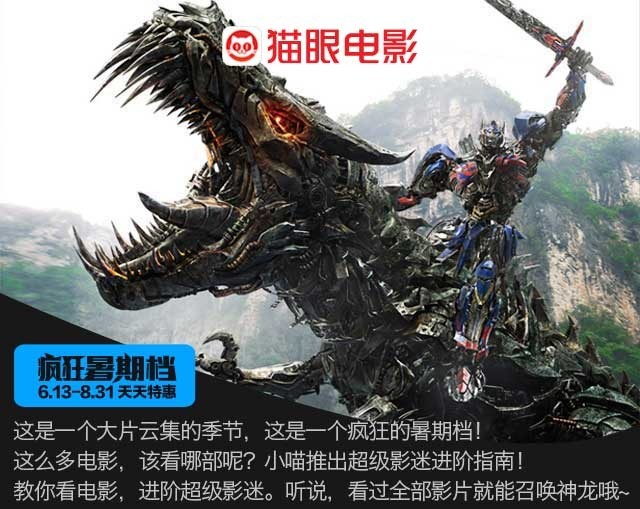 猫眼电影
疯狂暑期档
6.13-8.31 天天特惠
这是一个大片云集的季节，这是一个疯狂的暑期档！
这么多电影，该看哪部呢？小喵推出超级影迷进阶指南！
教你看电影，进阶超级影迷。听说，看过全部影片就能召唤神龙哦~